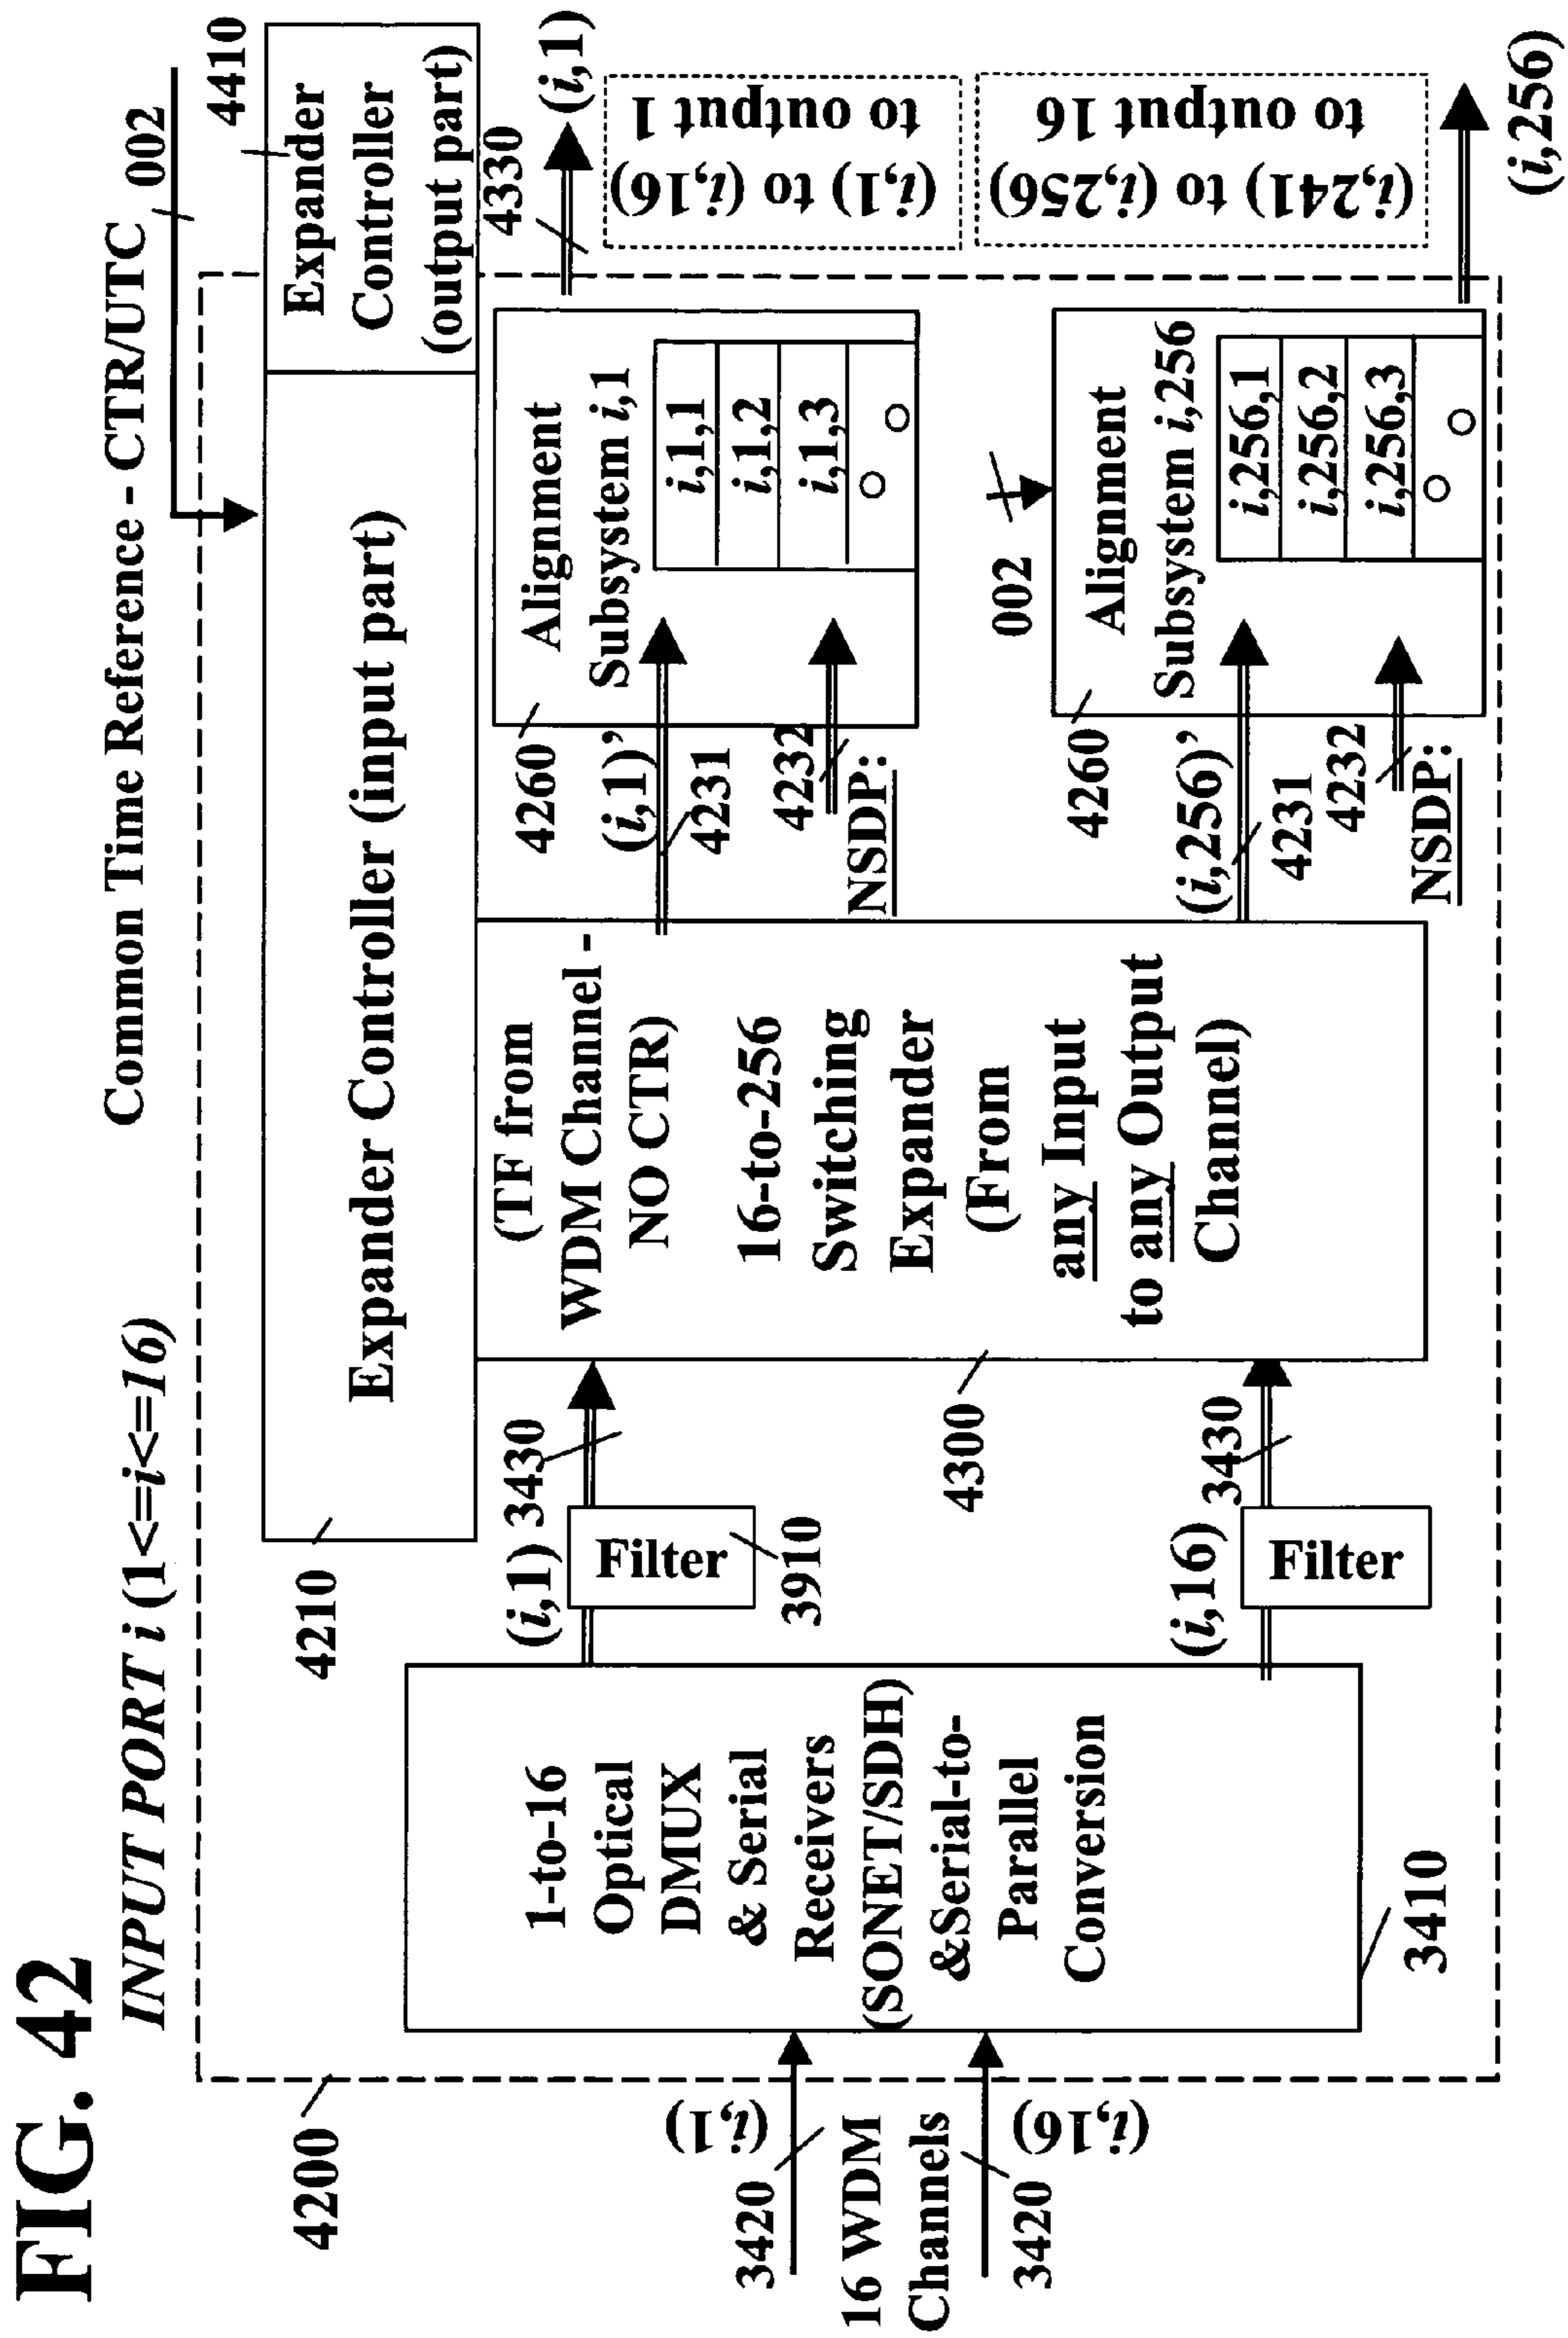 FIG. 42
INPUT PORT i (1<=i<=16)
Common Time Reference - CTR/UTC
002
4200
4210
4410
Expander Controller (input part)
Expander
Controller
(output part)
3420
(i,1)
16 WDM
Channels
3420
(i,16)
1-to-16
Optical
DMUX
& Serial
Receivers
(SONET/SDH)
&Serial-to-
Parallel
Conversion
3410
(i,1)
3430
Filter
3910
(i,16)
3430
Filter
4300
(TF from
WDM Channel -
NO CTR)
16-to-256
Switching
Expander
(From
any Input
to any Output
Channel)
4260
(i,1)’
4231
4232
NSDP:
Alignment
Subsystem i,1
i,1,1
i,1,2
i,1,3
002
4260
(i,256)’
4231
4232
NSDP:
Alignment
Subsystem i,256
i,256,1
i,256,2
i,256,3
4330
(i,1)
(i,1) to (i,16)
to output 1
(i,241) to (i,256)
to output 16
(i,256)